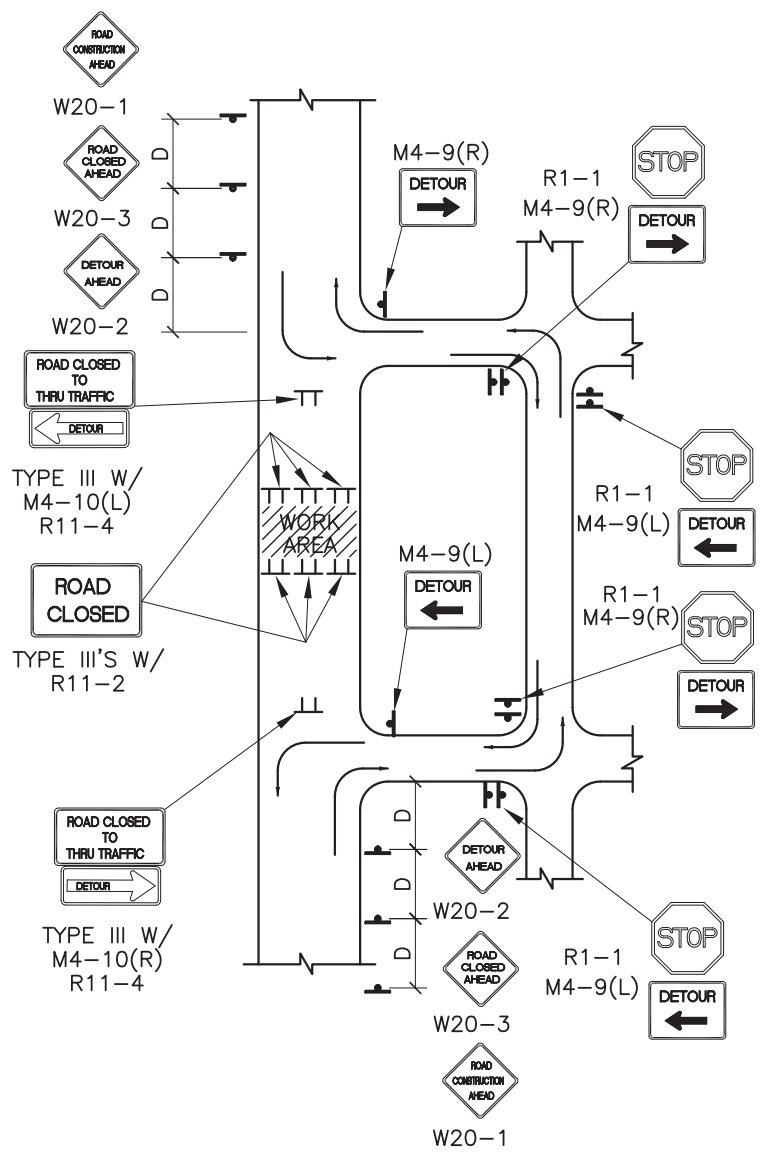 ROAD
CONSTRUCTION
AHEAD
W20-1
ROAD
CLOSED
AHEAD
W20-3
DETOUR
AHEAD
W20-2
D
D
D
M4-9(R)
DETOUR
R1-1
M4-9(R)
STOP
DETOUR
ROAD CLOSED
TO
THRU TRAFFIC
DETOUR
TYPE III W/
M4-10(L)
R11-4
ROAD
CLOSED
TYPE III'S W/
R11-2
WORK
AREA
M4-9(L)
DETOUR
STOP
R1-1
M4-9(L)
DETOUR
R1-1
M4-9(R)
STOP
DETOUR
ROAD CLOSED
TO
THRU TRAFFIC
DETOUR
TYPE III W/
M4-10(R)
R11-4
D
D
D
DETOUR
AHEAD
W20-2
ROAD
CLOSED
AHEAD
W20-3
ROAD
CONSTRUCTION
AHEAD
W20-1
STOP
R1-1
M4-9(L)
DETOUR